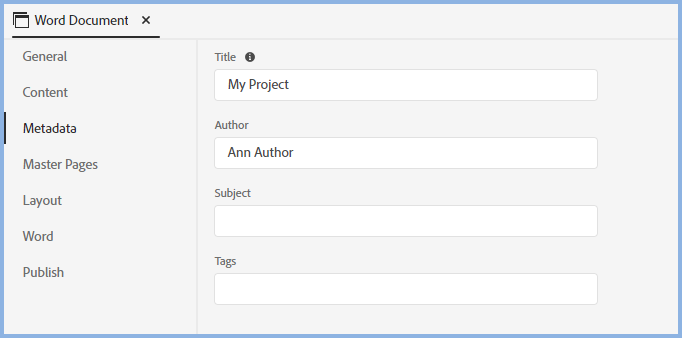 Word Document
General
Content
Metadata
Master Pages
Layout
Word
Publish
Title
My Project
Author
Ann Author
Subject
Tags